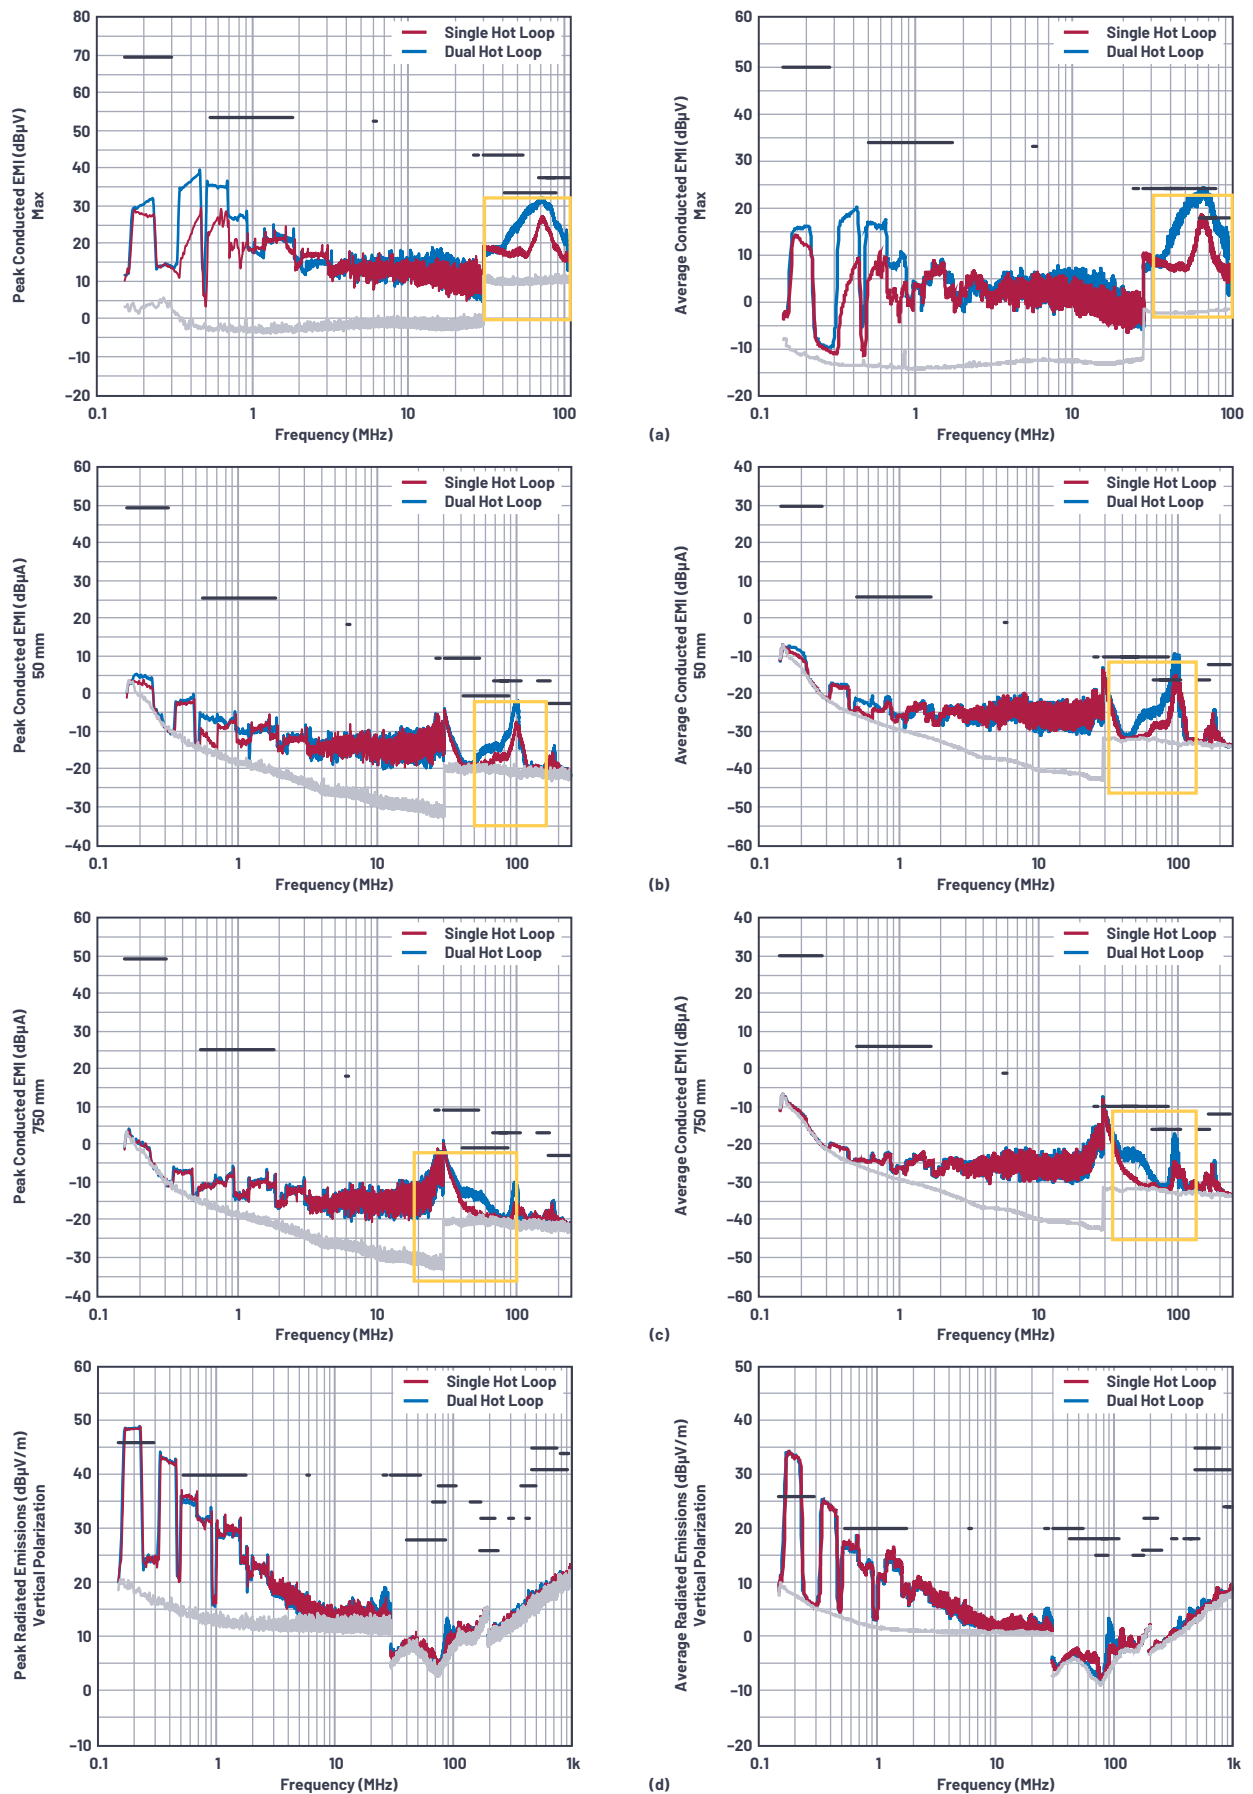 80
70
60
50
40
30
20
10
0
–10
–20
Peak Conducted EMI (dBµV)
Max
Single Hot Loop
Dual Hot Loop
0.1
1
10
100
Frequency (MHz)
60
50
40
30
20
10
0
–10
–20
Average Conducted EMI (dBµV)
Max
Single Hot Loop
Dual Hot Loop
0.1
1
10
100
Frequency (MHz)
(a)
60
50
40
30
20
10
0
–10
–20
–30
–40
Peak Conducted EMI (dBµA)
50 mm
Single Hot Loop
Dual Hot Loop
0.1
1
10
100
Frequency (MHz)
40
30
20
10
0
–10
–20
–30
–40
–50
–60
Average Conducted EMI (dBµA)
50 mm
Single Hot Loop
Dual Hot Loop
0.1
1
10
100
Frequency (MHz)
(b)
60
50
40
30
20
10
0
–10
–20
–30
–40
Peak Conducted EMI (dBµA)
750 mm
Single Hot Loop
Dual Hot Loop
0.1
1
10
100
Frequency (MHz)
40
30
20
10
0
–10
–20
–30
–40
–50
–60
Average Conducted EMI (dBµA)
750 mm
Single Hot Loop
Dual Hot Loop
0.1
1
10
100
Frequency (MHz)
(c)
60
50
40
30
20
10
0
–10
Peak Radiated Emissions (dBµV/m)
Vertical Polarization
Single Hot Loop
Dual Hot Loop
0.1
1
10
100
1k
Frequency (MHz)
50
40
30
20
10
0
–10
–20
Average Radiated Emissions (dBµV/m)
Vertical Polarization
Single Hot Loop
Dual Hot Loop
0.1
1
10
100
1k
Frequency (MHz)
(d)